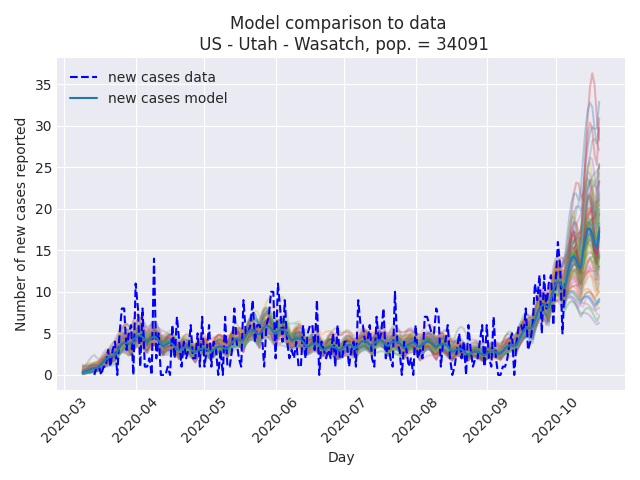 Model comparison to data
US - Utah - Wasatch, pop. = 34091
new cases data
new cases model
Number of new cases reported
35
30
25
20
15
10
5
0
2020-03
2020-04
2020-05
2020-06
2020-07
2020-08
2020-09
2020-10
Day